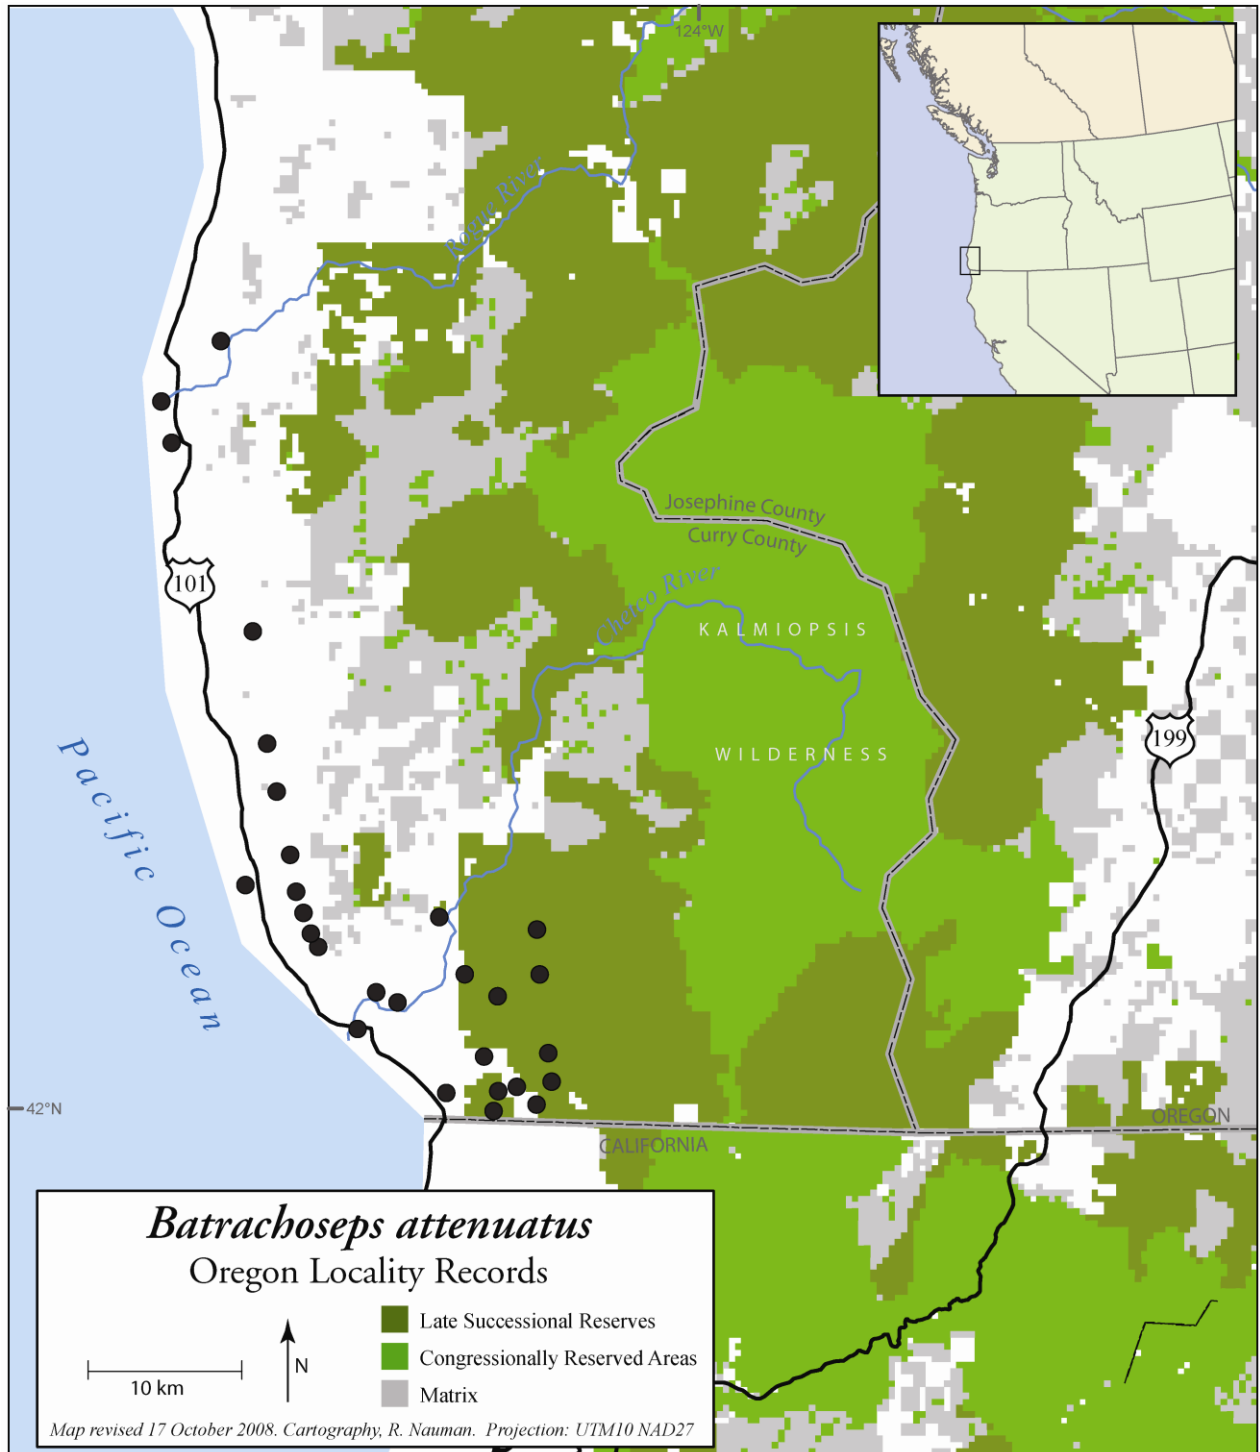 124°W
Rogue River
Josephine County
Curry County
101
Chetco River
KALMIOPSIS
WILDERNESS
199
Pacific Ocean
42°N
OREGON
CALIFORNIA
Batrachoseps attenuatus
Oregon Locality Records
Late Successional Reserves
Congressionally Reserved Areas
Matrix
N
10 km
Map revised 17 October 2008. Cartography, R. Nauman. Projection: UTM10 NAD27